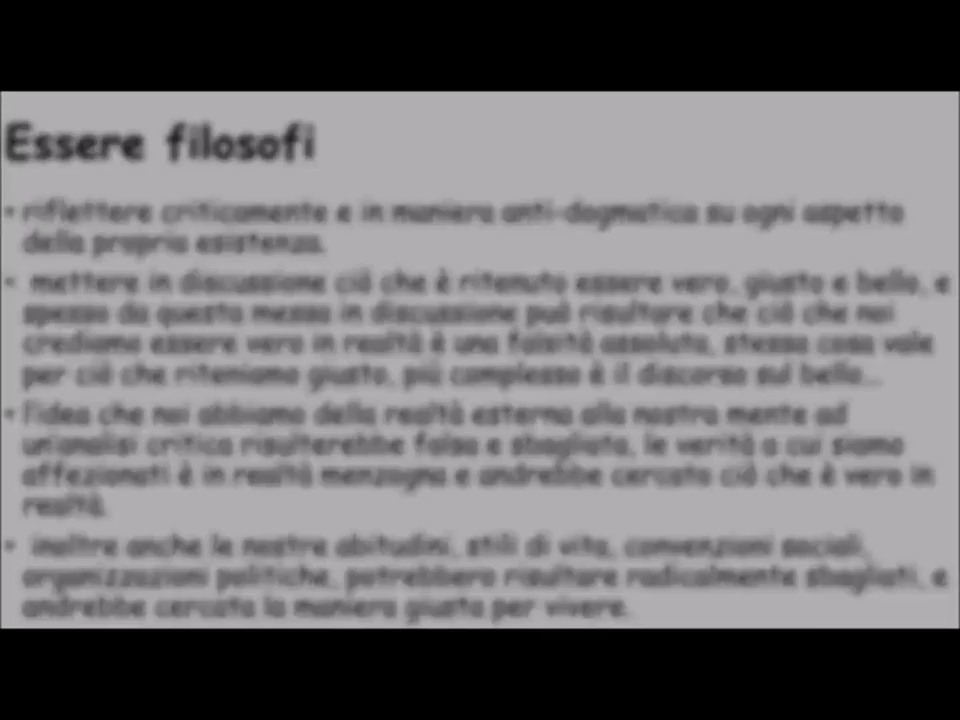 Essere filosofi
• riflettere criticamente e in maniera anti-dogmatica su ogni aspetto
della propria esistenza.
• mettere in discussione ciò che è ritenuto essere vero, giusto e bello, e
spesso da questa messa in discussione può risultare che ciò che noi
crediamo essere vero in realtà è una falsità assoluta, stessa cosa vale
per ciò che riteniamo giusto, più complesso è il discorso sul bello...
• l'idea che noi abbiamo della realtà esterna alla nostra mente ad
un'analisi critica risulterebbe falsa e sbagliata, le verità a cui siamo
affezionati è in realtà menzogna e andrebbe cercato ciò che è vero in
realtà.
• inoltre anche le nostre abitudini, stili di vita, convenzioni sociali,
organizzazioni politiche, potrebbero risultare radicalmente sbagliati, e
andrebbe cercata la maniera giusta per vivere.